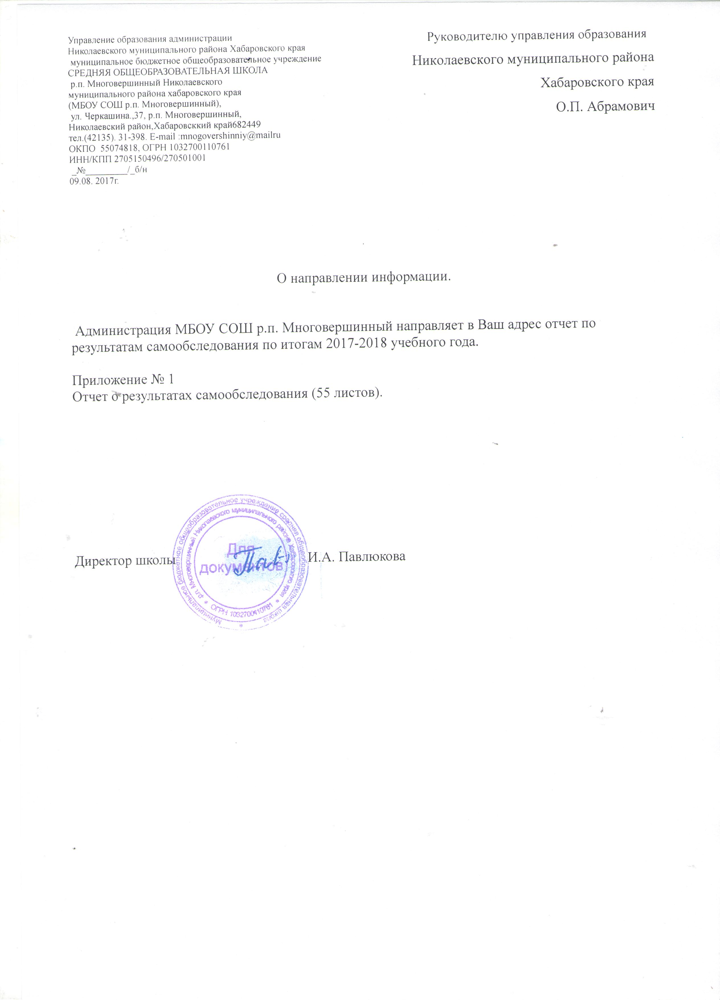 Управление образования администрации
Николаевского муниципального района Хабаровского края
муниципальное бюджетное общеобразовательное учреждение
СРЕДНЯЯ ОБЩЕОБРАЗОВАТЕЛЬНАЯ ШКОЛА
р.п. Многовершинный Николаевского
муниципального района хабаровского края
(МБОУ СОШ р.п. Многовершинный),
ул. Черкашина.,37, р.п. Многовершинный,
Николаевский район,Хабаровсккий край682449
тел.(42135). 31-398. E-mail :mnogovershinniy@mailru
ОКПО 55074818, ОГРН 1032700110761
ИНН/КПП 2705150496/270501001
_№_________/_б/н
09.08. 2017г.
Руководителю управления образования
Николаевского муниципального района
Хабаровского края
О.П. Абрамович
О направлении информации.
Администрация МБОУ СОШ р.п. Многовершинный направляет в Ваш адрес отчет по
результатам самообследования по итогам 2017-2018 учебного года.
Приложение № 1
Отчет о результатах самообследования (55 листов).
Директор школы
И.А. Павлюкова
Муниципальное бюджетное общеобразовательное учреждение средняя общеобразовательная школа *
р.п. Многовершинный Николаевского муниципального района Хабаровского края *
ОГРН 1032700110761 *
Для
документов